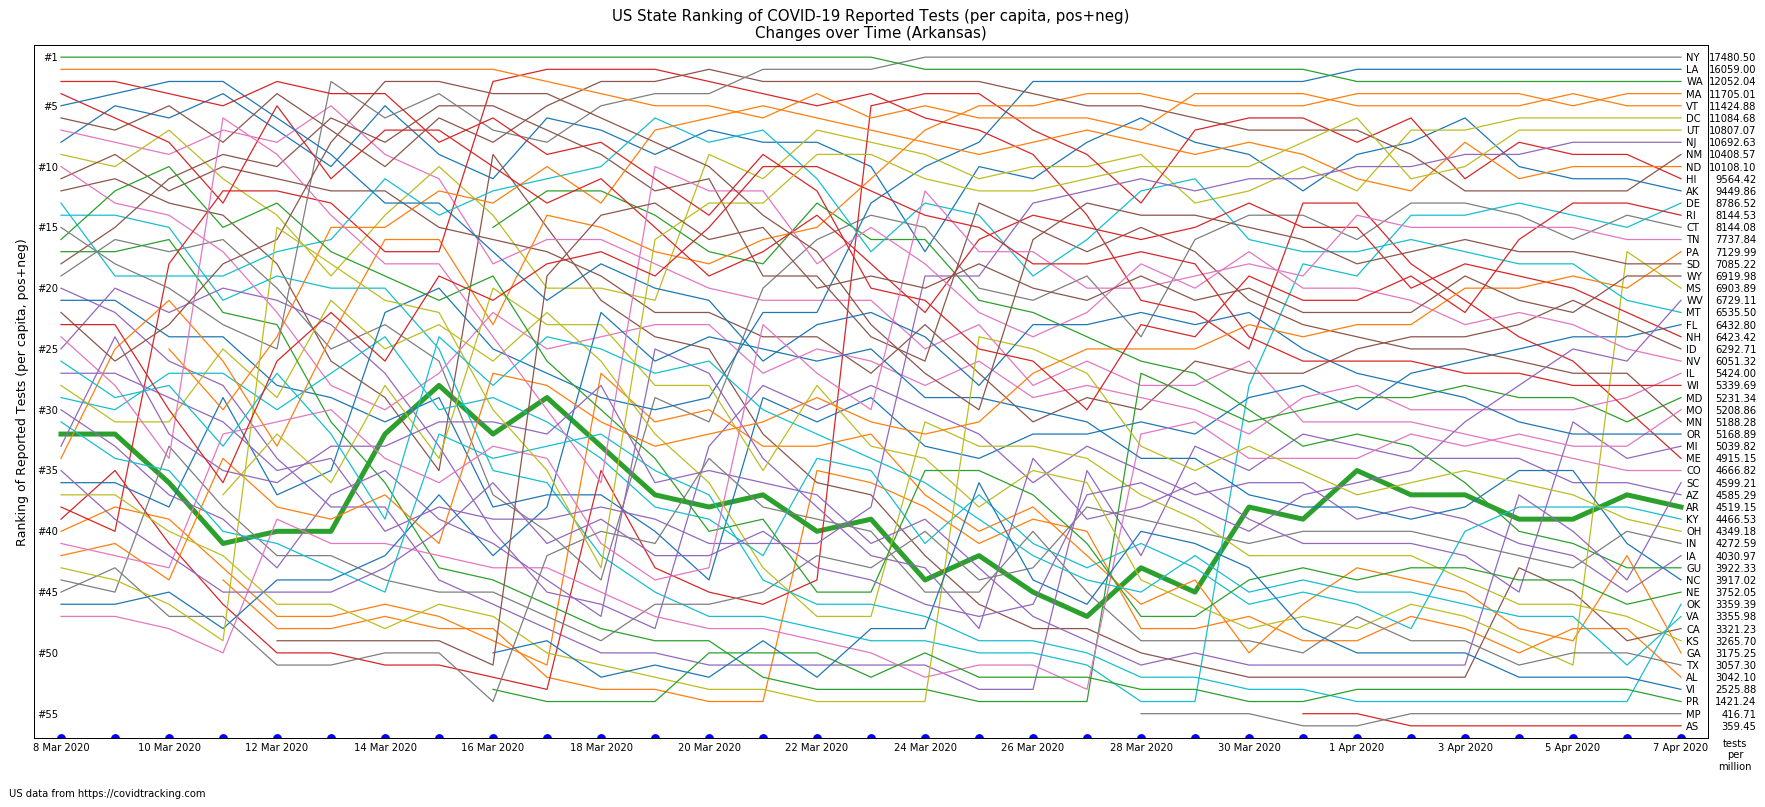 US State Ranking of COVID-19 Reported Tests (per capita, pos+neg)
Changes over Time (Arkansas)
Ranking of Reported Tests (per capita, pos+neg)
#1
#5
#10
#15
#20
#25
#30
#35
#40
#45
#50
#55
NY 17480.50
LA 16059.00
WA 12052.04
MA 11705.01
VT 11424.88
DC 11084.68
UT 10807.07
NJ 10692.63
NM 10408.57
ND 10108.10
HI 9564.42
AK 9449.86
DE 8786.52
RI 8144.53
CT 8144.08
TN 7737.84
PA 7129.99
SD 7085.22
WY 6919.98
MS 6903.89
WV 6729.11
MT 6535.50
FL 6432.80
NH 6423.42
ID 6292.71
NV 6051.32
IL 5424.00
WI 5339.69
MD 5231.34
MO 5208.86
MN 5188.28
OR 5168.89
MI 5039.82
ME 4915.15
CO 4666.82
SC 4599.21
AZ 4585.29
AR 4519.15
KY 4466.53
OH 4349.18
IN 4272.59
IA 4030.97
GU 3922.33
NC 3917.02
NE 3752.05
OK 3359.39
VA 3355.98
CA 3321.23
KS 3265.70
GA 3175.25
TX 3057.30
AL 3042.10
VI 2525.88
PR 1421.24
MP 416.71
AS 359.45
8 Mar 2020
10 Mar 2020
12 Mar 2020
14 Mar 2020
16 Mar 2020
18 Mar 2020
20 Mar 2020
22 Mar 2020
24 Mar 2020
26 Mar 2020
28 Mar 2020
30 Mar 2020
1 Apr 2020
3 Apr 2020
5 Apr 2020
7 Apr 2020
tests
per
million
US data from https://covidtracking.com